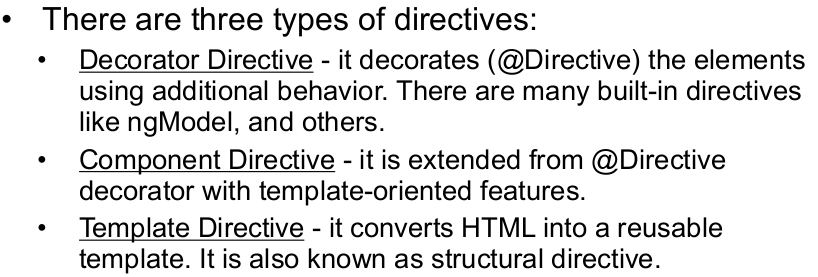 • There are three types of directives:
• Decorator Directive - it decorates (@Directive) the elements
using additional behavior. There are many built-in directives
like ngModel, and others.
• Component Directive - it is extended from @Directive
decorator with template-oriented features.
• Template Directive - it converts HTML into a reusable
template. It is also known as structural directive.